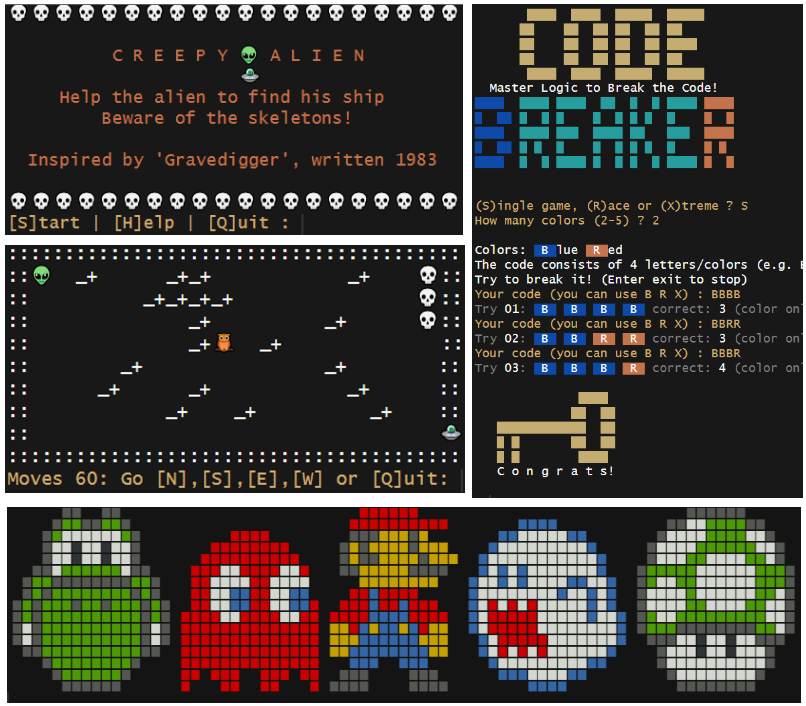 C R E E P Y A L I E N
Help the alien to find his ship
Beware of the skeletons!
Inspired by 'Gravedigger', written 1983
[S]tart | [H]elp | [Q]uit :
Moves 60: Go [N],[S],[E],[W] or [Q]uit:
CODE
Master Logic to Break the Code!
BREAKER
(S)ingle game, (R)ace or (X)treme ? S
How many colors (2-5) ? 2
Colors: B lue R ed
The code consists of 4 letters/colors (e.g.
Try to break it! (Enter exit to stop)
Your code (you can use B R X) : BBBB
Try 01: B B B B correct: 3 (color on
Your code (you can use B R X) : BBRR
Try 02: B B R R correct: 3 (color on
Your code (you can use B R X) : BBBR
Try 03: B B B R correct: 4 (color on
C o n g r a t s!